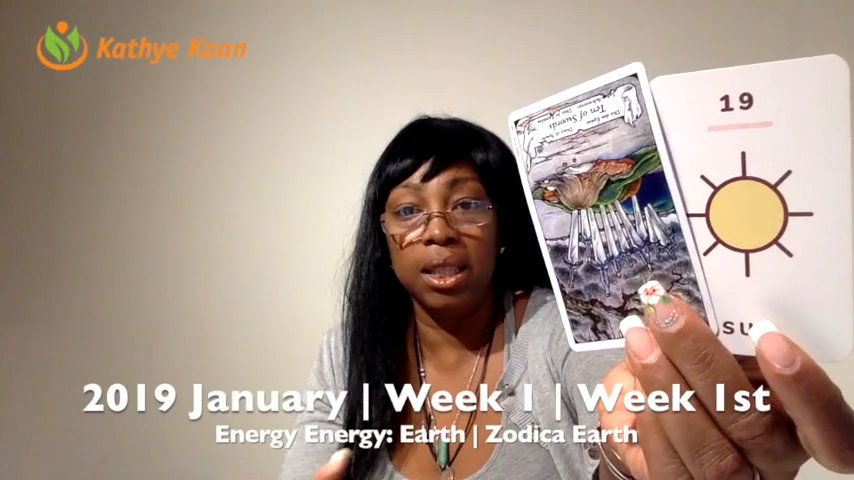 Kathye Kaan
19
Ten of Swords
SU
2019 January | Week 1 | Week 1st
Energy Energy: Earth | Zodica Earth